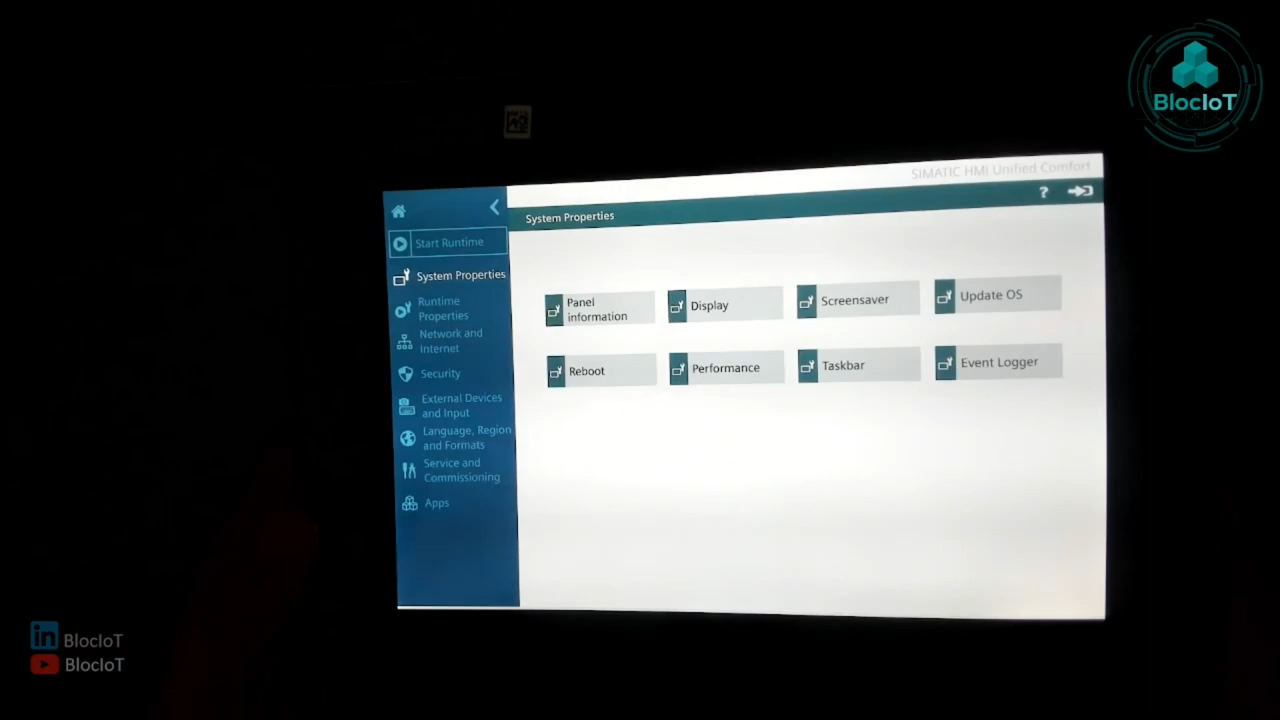 BlocIoT
SIMATIC HMI Unified Comfort
?
System Properties
Start Runtime
System Properties
Runtime
Properties
Network and
Internet
Security
External Devices
and Input
Language, Region
and Formats
Service and
Commissioning
Apps
Panel
information
Display
Screensaver
Update OS
Reboot
Performance
Taskbar
Event Logger
in BlocIoT
BlocIoT